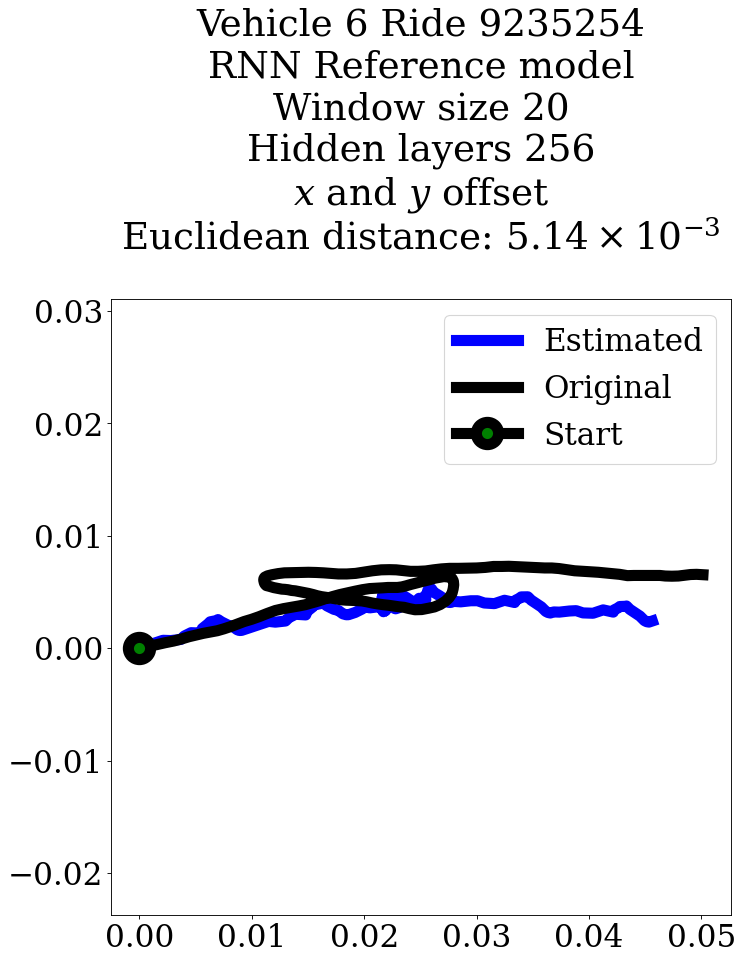 Vehicle 6 Ride 9235254
RNN Reference model
Window size 20
Hidden layers 256
x and y offset
Euclidean distance: 5.14 × 10⁻³
0.03
0.02
0.01
0.00
−0.01
−0.02
Estimated
Original
Start
0.00 0.01 0.02 0.03 0.04 0.05